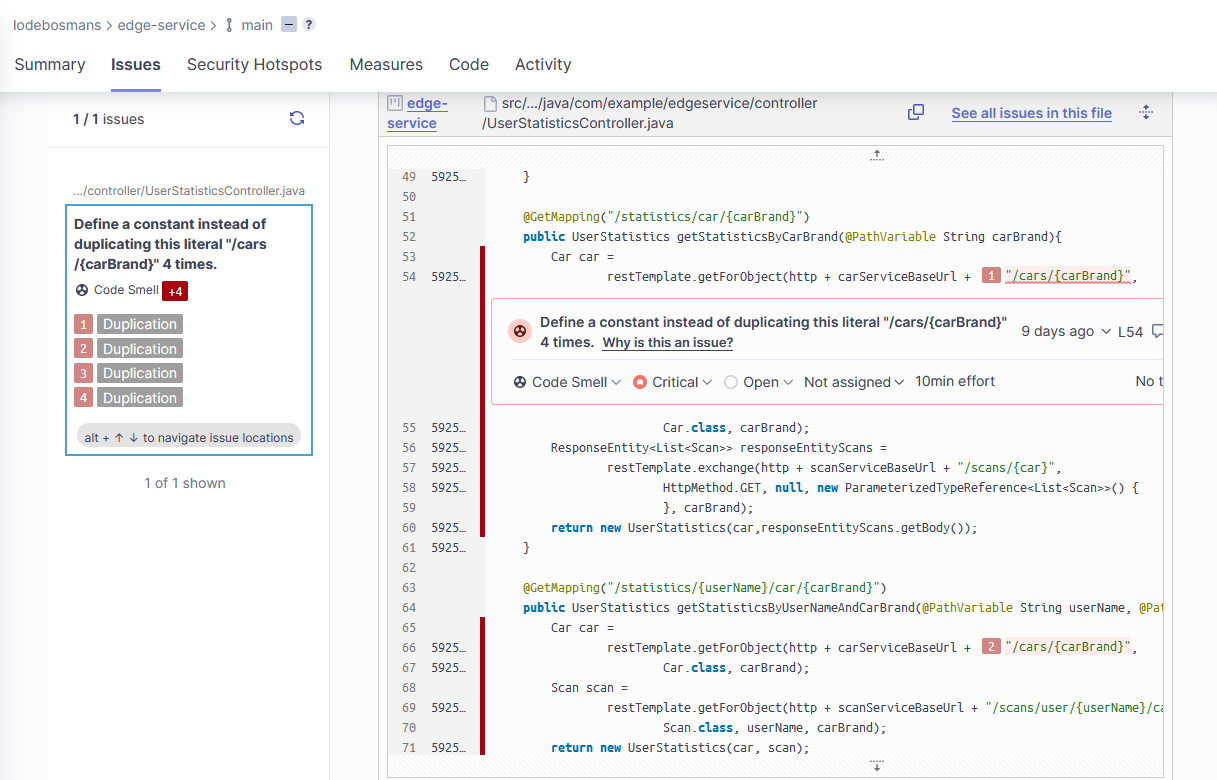 lodebosmans > edge-service > main ?
Summary Issues Security Hotspots Measures Code Activity
1 / 1 issues
.../controller/UserStatisticsController.java
Define a constant instead of
duplicating this literal "/cars
/{carBrand}" 4 times.
Code Smell +4
1 Duplication
2 Duplication
3 Duplication
4 Duplication
alt + ↑ ↓ to navigate issue locations
1 of 1 shown
edge-
service
src/.../java/com/example/edgeservice/controller
/UserStatisticsController.java
See all issues in this file
49 5925... }
50
51 @GetMapping("/statistics/car/{carBrand}")
52 public UserStatistics getStatisticsByCarBrand(@PathVariable String carBrand){
53 Car car =
54 5925... restTemplate.getForObject(http + carServiceBaseUrl + 1 "/cars/{carBrand}",
Define a constant instead of duplicating this literal "/cars/{carBrand}"
4 times. Why is this an issue?
9 days ago L54
Code Smell Critical Open Not assigned 10min effort No t
55 5925... Car.class, carBrand);
56 5925... ResponseEntity<List<Scan>> responseEntityScans =
57 5925... restTemplate.exchange(http + scanServiceBaseUrl + "/scans/{car}",
58 5925... HttpMethod.GET, null, new ParameterizedTypeReference<List<Scan>>() {
59 }, carBrand);
60 5925... return new UserStatistics(car,responseEntityScans.getBody());
61 5925... }
62
63 @GetMapping("/statistics/{userName}/car/{carBrand}")
64 public UserStatistics getStatisticsByUserNameAndCarBrand(@PathVariable String userName, @Pat
65 Car car =
66 5925... restTemplate.getForObject(http + carServiceBaseUrl + 2 "/cars/{carBrand}",
67 5925... Car.class, carBrand);
68 Scan scan =
69 5925... restTemplate.getForObject(http + scanServiceBaseUrl + "/scans/user/{userName}/ca
70 Scan.class, userName, carBrand);
71 5925... return new UserStatistics(car, scan);